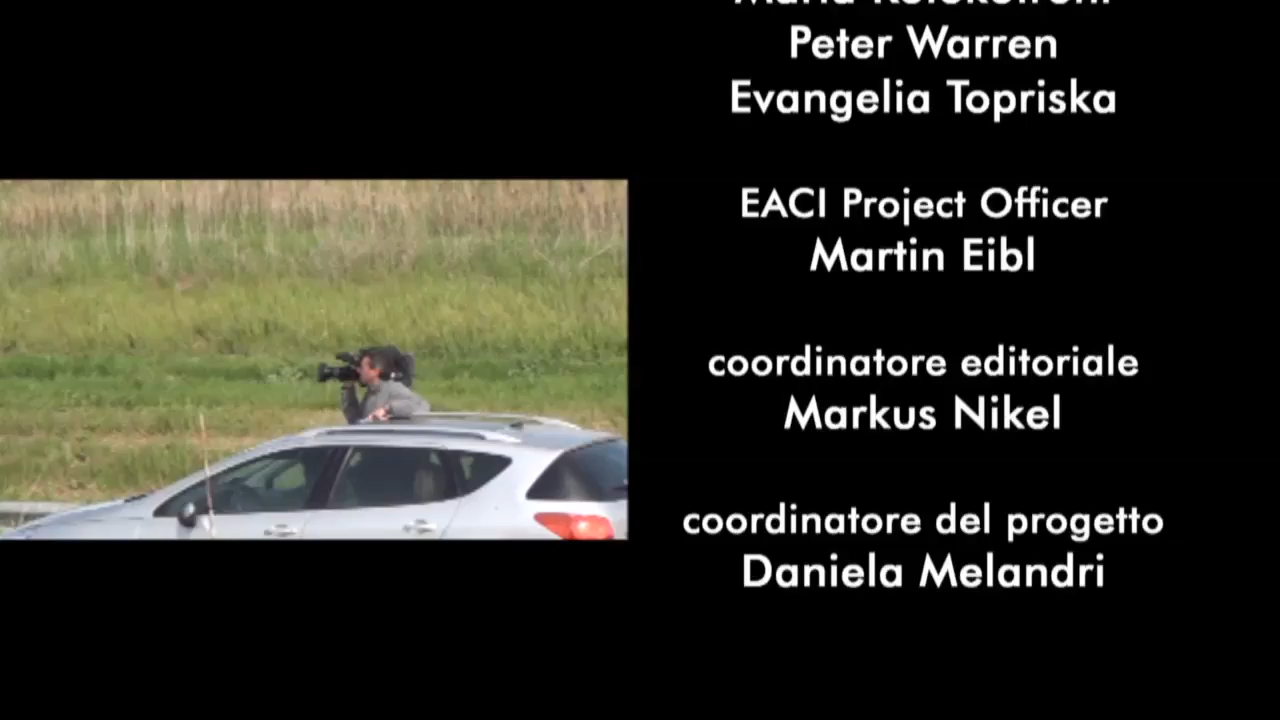 Peter Warren
Evangelia Topriska
EACI Project Officer
Martin Eibl
coordinatore editoriale
Markus Nikel
coordinatore del progetto
Daniela Melandri